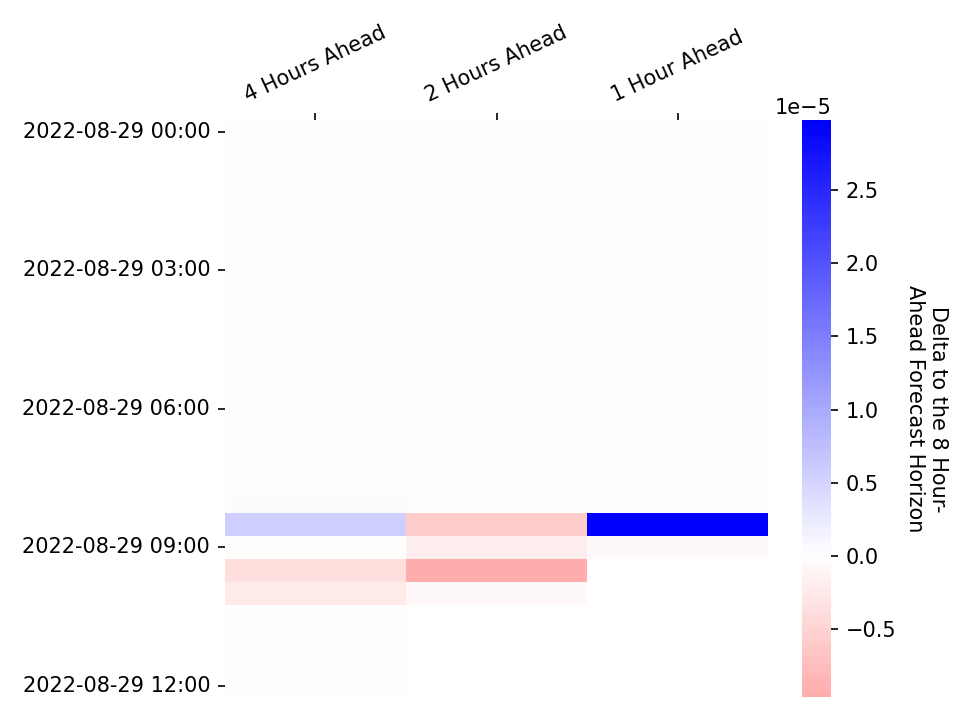 4 Hours Ahead
2 Hours Ahead
1 Hour Ahead
1e−5
2022-08-29 00:00
2022-08-29 03:00
2022-08-29 06:00
2022-08-29 09:00
2022-08-29 12:00
2.5
2.0
1.5
1.0
0.5
0.0
−0.5
Delta to the 8 Hour-
Ahead Forecast Horizon